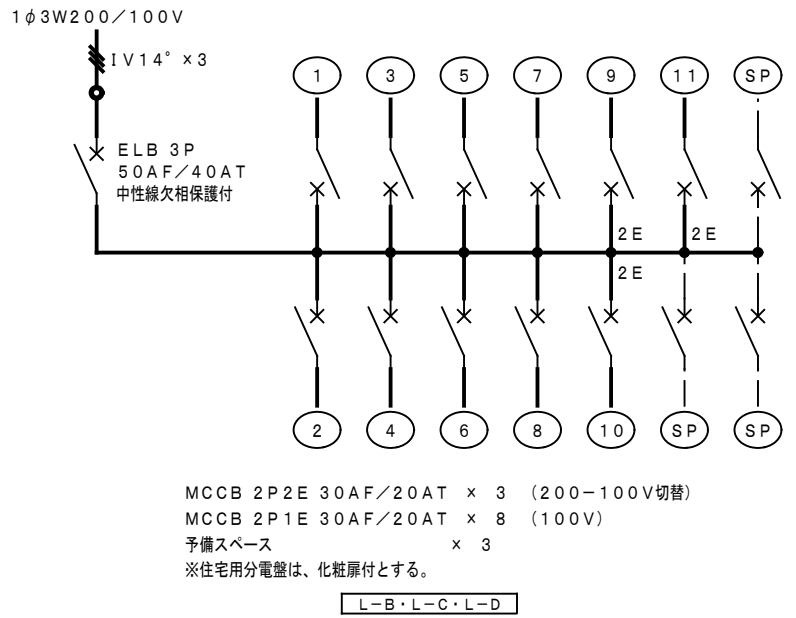 1φ3W200/100V
IV14°×3
ELB 3P
50AF/40AT
中性線欠相保護付
1 3 5 7 9 11 SP
2E 2E
2E
2 4 6 8 10 SP SP
MCCB 2P2E 30AF/20AT × 3 (200-100V切替)
MCCB 2P1E 30AF/20AT × 8 (100V)
予備スペース × 3
※住宅用分電盤は、化粧扉付とする。
L-B・L-C・L-D